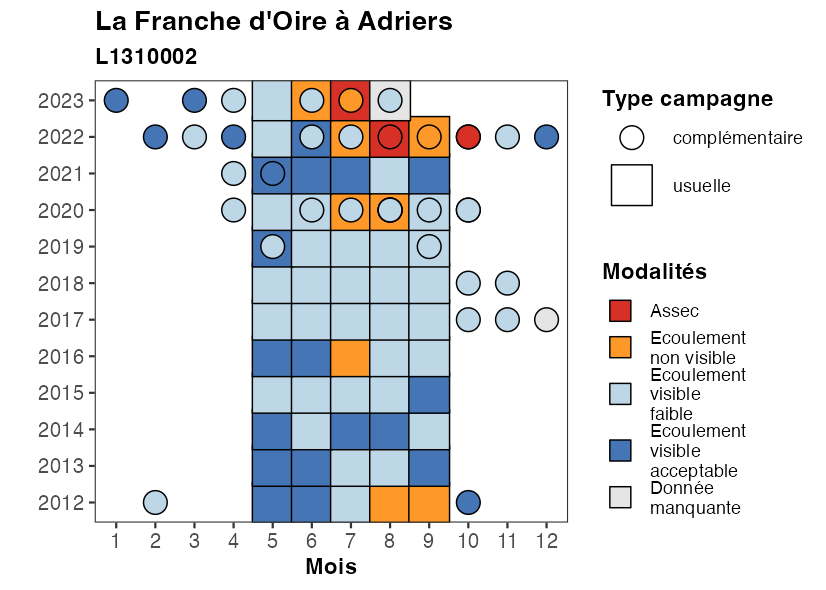 La Franche d'Oire à Adriers
L1310002
2023
2022
2021
2020
2019
2018
2017
2016
2015
2014
2013
2012
1 2 3 4 5 6 7 8 9 10 11 12
Mois
Type campagne
complémentaire
usuelle
Modalités
Assec
Ecoulement
non visible
Ecoulement
visible
faible
Ecoulement
visible
acceptable
Donnée
manquante